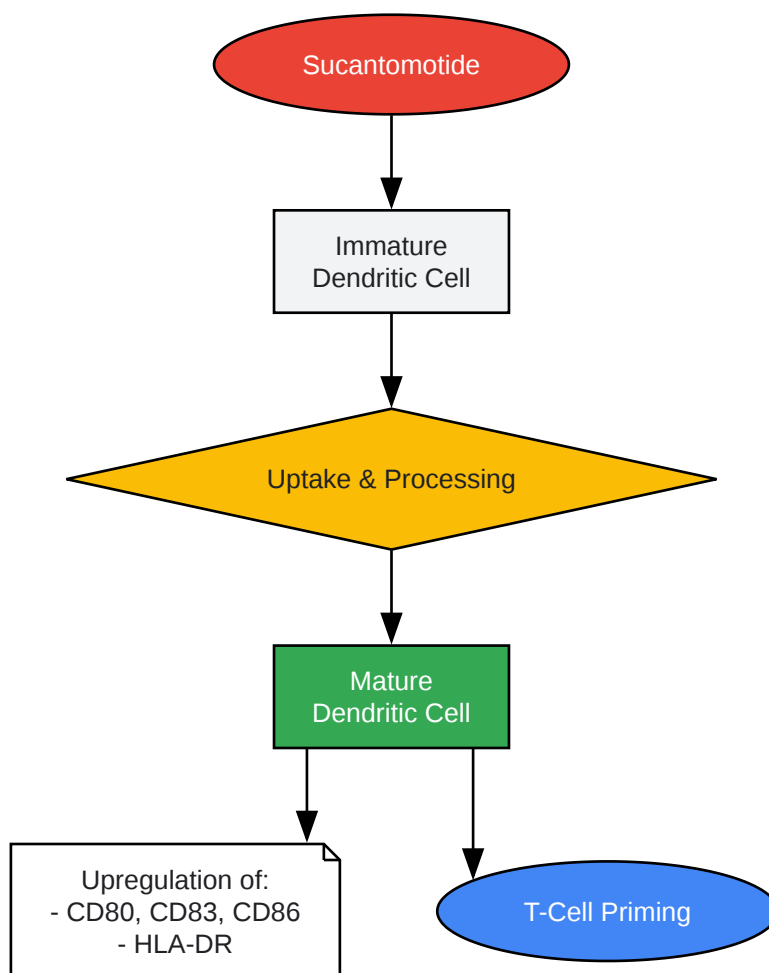 Sucantomotide
Immature
Dendritic Cell
Uptake & Processing
Mature
Dendritic Cell
Upregulation of:
- CD80, CD83, CD86
- HLA-DR
T-Cell Priming